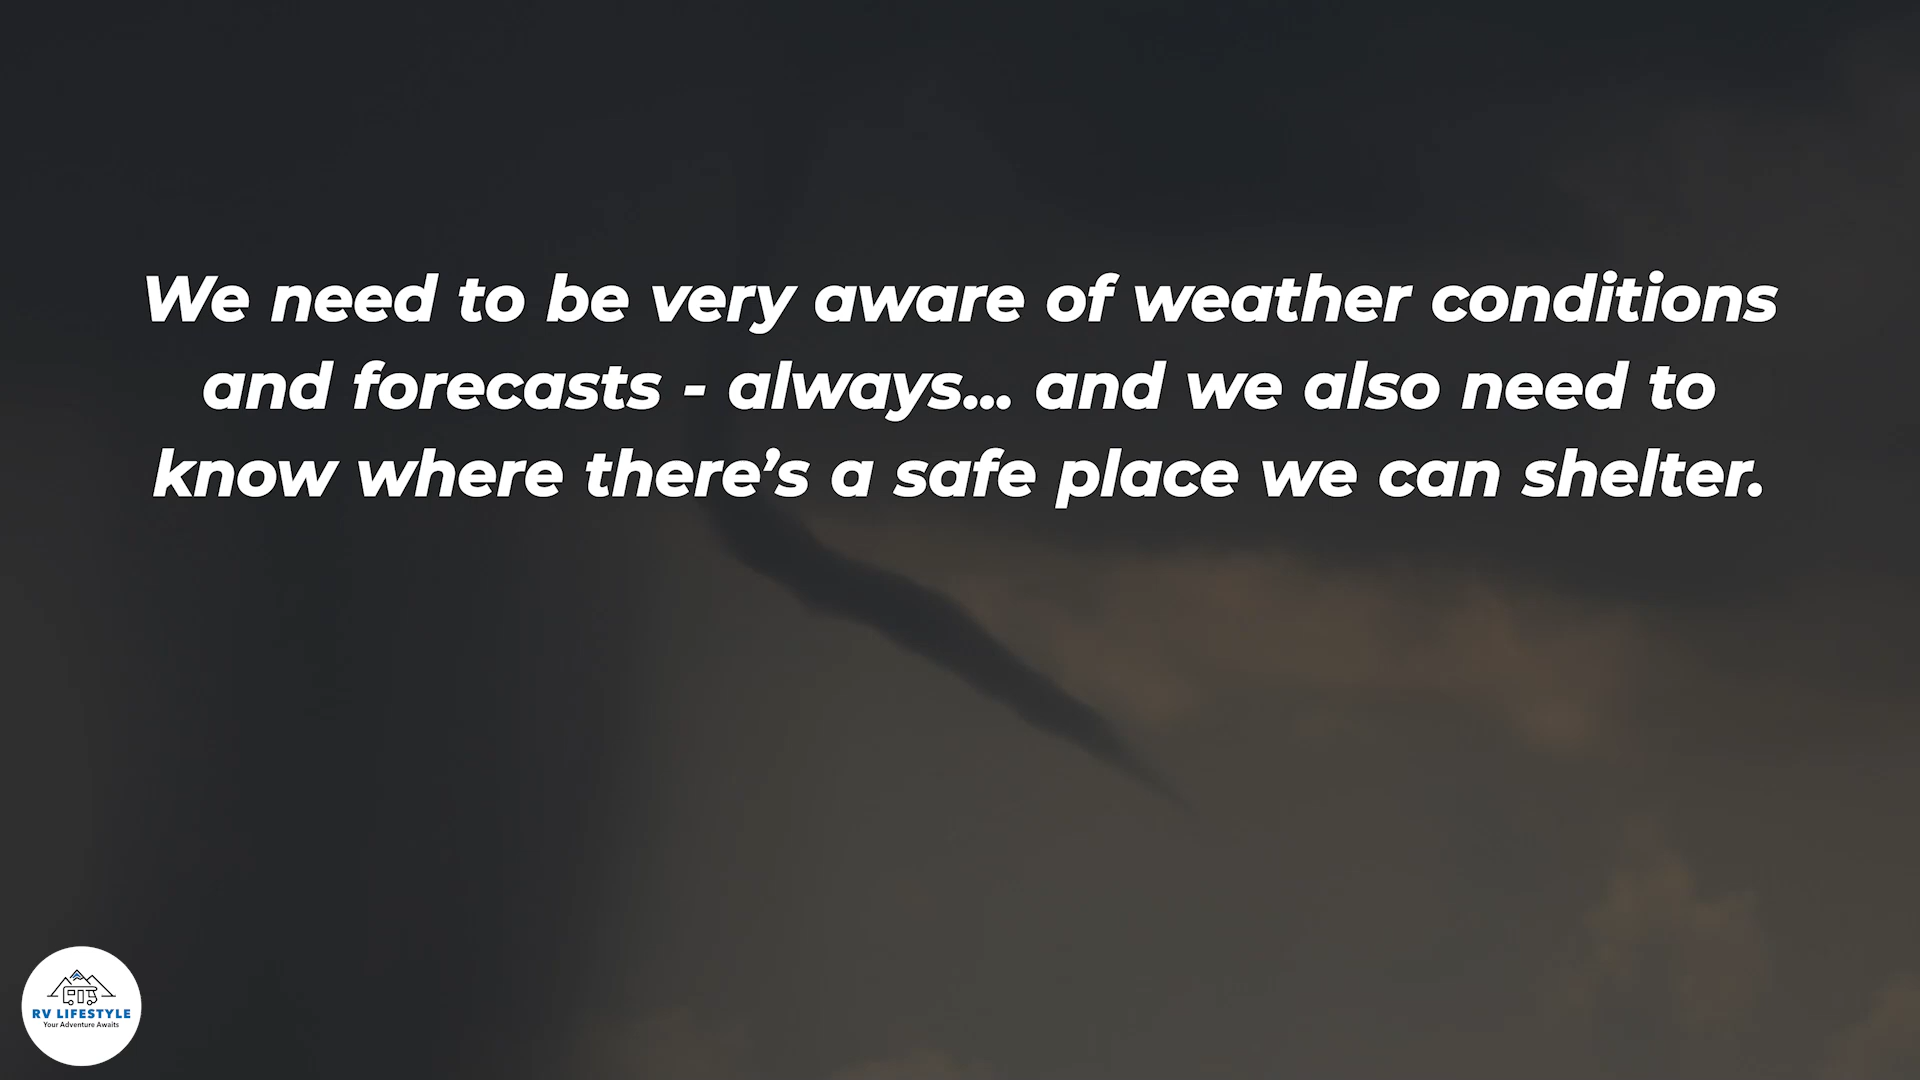 We need to be very aware of weather conditions
and forecasts - always... and we also need to
know where there’s a safe place we can shelter.
RV LIFESTYLE
Your Adventure Awaits